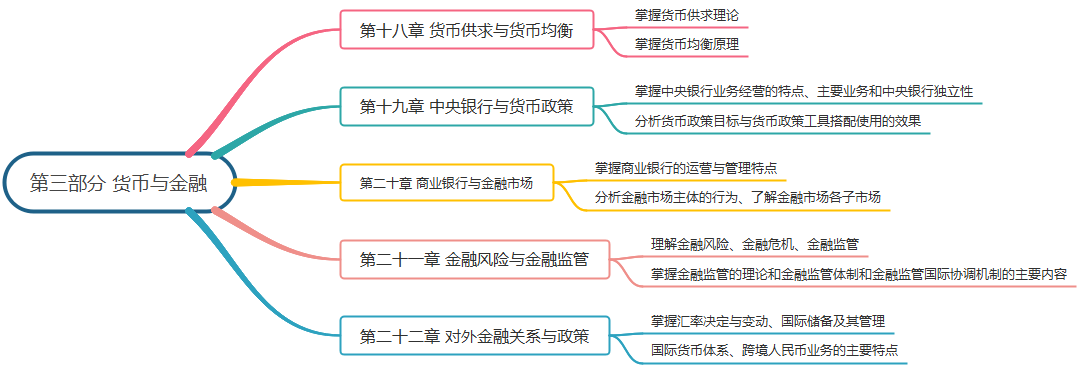 第三部分 货币与金融
第十八章 货币供求与货币均衡
掌握货币供求理论
掌握货币均衡原理
第十九章 中央银行与货币政策
掌握中央银行业务经营的特点、主要业务和中央银行独立性
分析货币政策目标与货币政策工具搭配使用的效果
第二十章 商业银行与金融市场
掌握商业银行的运营与管理特点
分析金融市场主体的行为、了解金融市场各子市场
第二十一章 金融风险与金融监管
理解金融风险、金融危机、金融监管
掌握金融监管的理论和金融监管体制和金融监管国际协调机制的主要内容
第二十二章 对外金融关系与政策
掌握汇率决定与变动、国际储备及其管理
国际货币体系、跨境人民币业务的主要特点